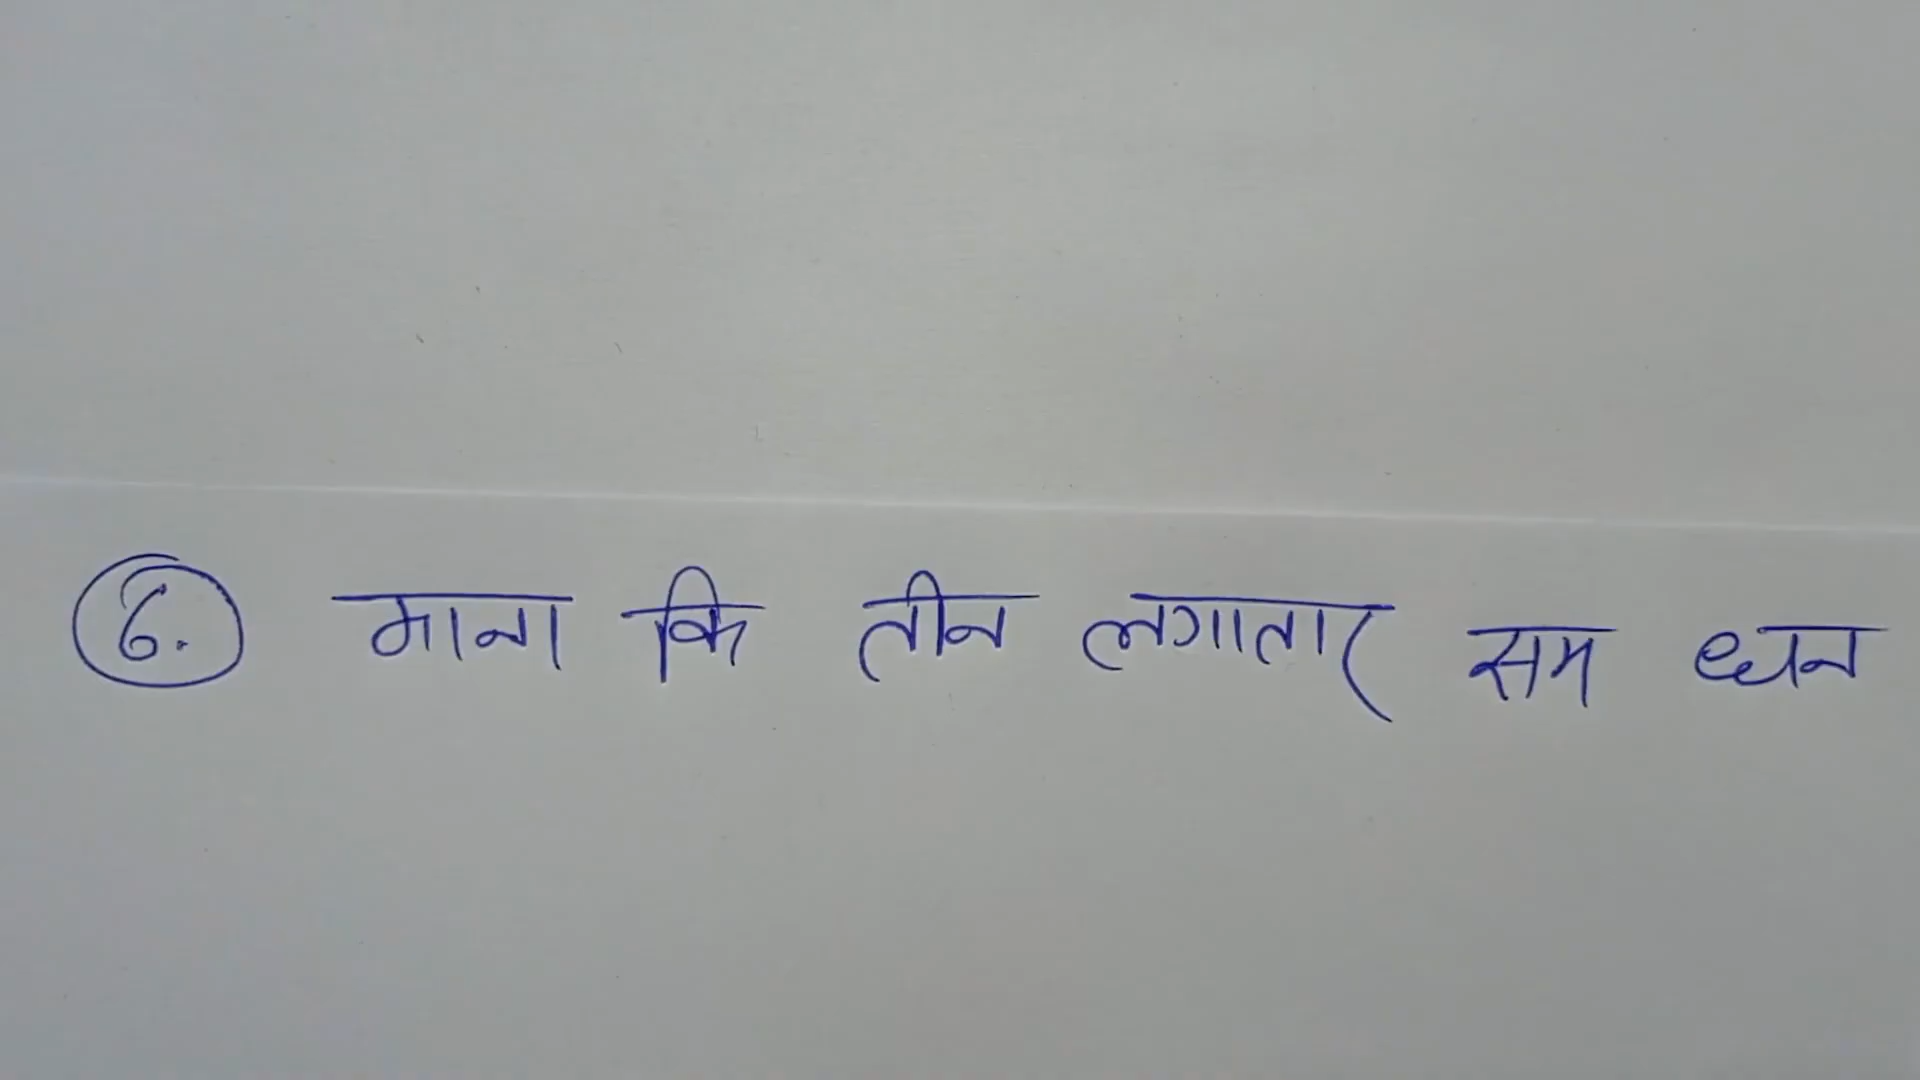 6. माना कि तीन लगातार सम धन